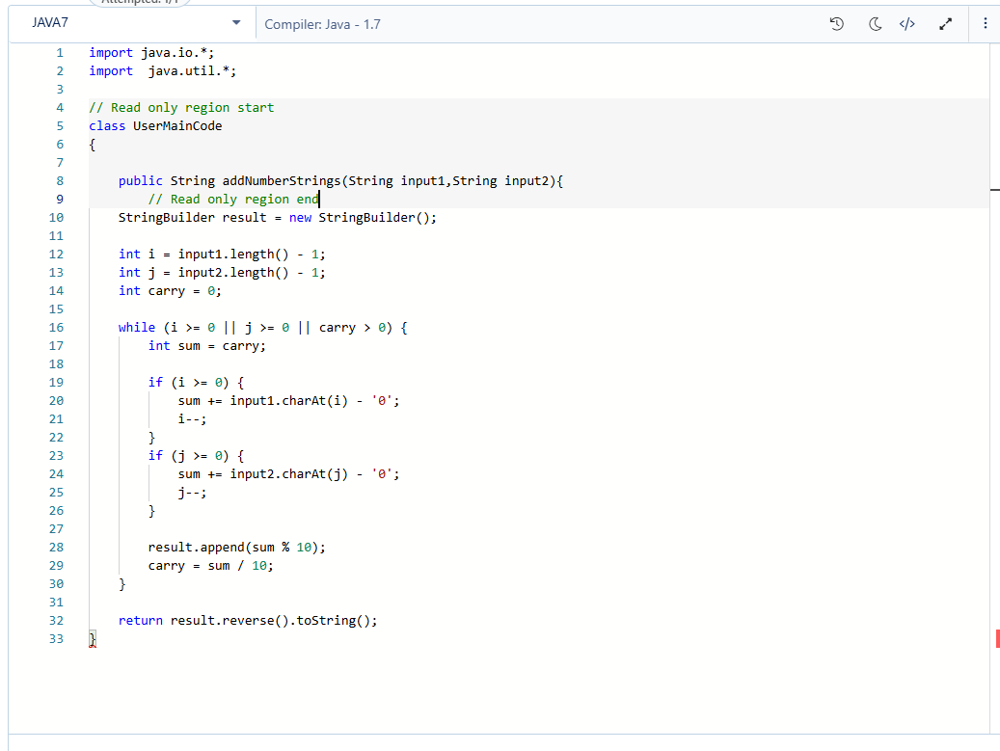 Attempted: 1/1
JAVA7
Compiler: Java - 1.7
1 import java.io.*;
2 import  java.util.*;
3
4 // Read only region start
5 class UserMainCode
6 {
7
8     public String addNumberStrings(String input1,String input2){
9         // Read only region end
10     StringBuilder result = new StringBuilder();
11
12     int i = input1.length() - 1;
13     int j = input2.length() - 1;
14     int carry = 0;
15
16     while (i >= 0 || j >= 0 || carry > 0) {
17         int sum = carry;
18
19         if (i >= 0) {
20             sum += input1.charAt(i) - '0';
21             i--;
22         }
23         if (j >= 0) {
24             sum += input2.charAt(j) - '0';
25             j--;
26         }
27
28         result.append(sum % 10);
29         carry = sum / 10;
30     }
31
32     return result.reverse().toString();
33 }